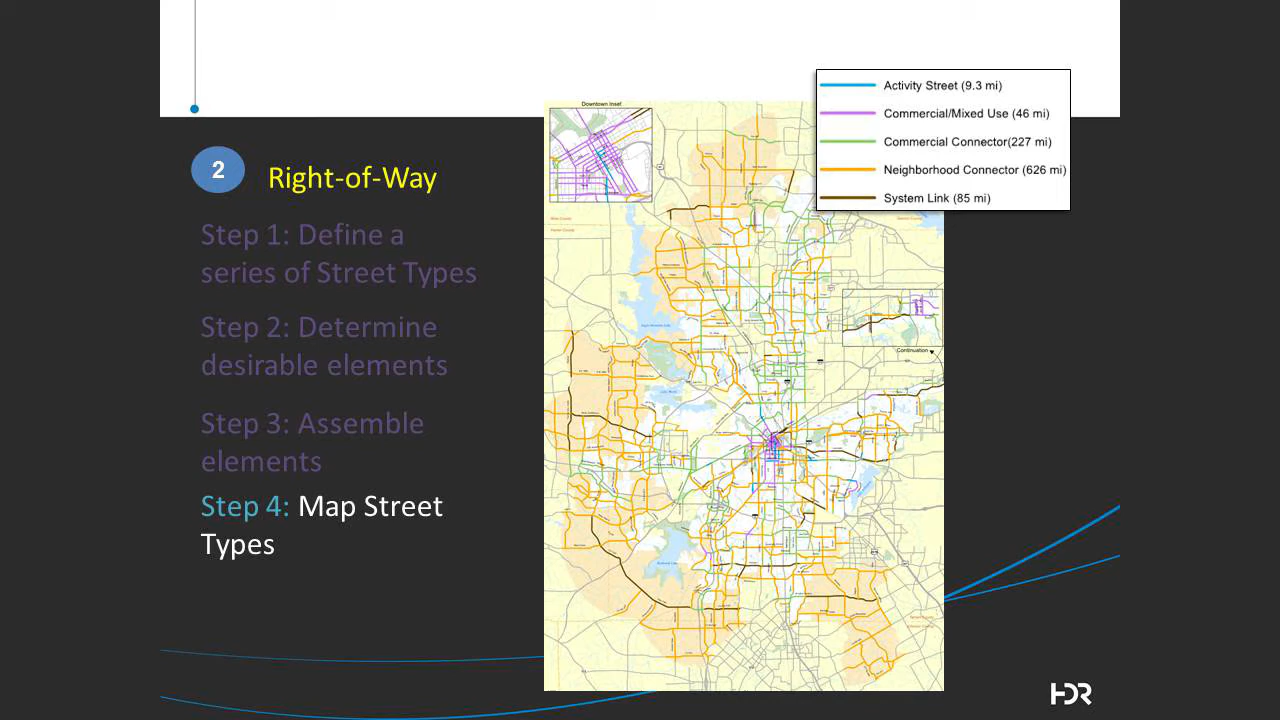 Downtown Inset
Activity Street (9.3 mi)
Commercial/Mixed Use (46 mi)
Commercial Connector(227 mi)
Neighborhood Connector (626 mi)
System Link (85 mi)
2
Right-of-Way
Step 1: Define a
series of Street Types
Step 2: Determine
desirable elements
Step 3: Assemble
elements
Step 4: Map Street
Types
Continuation
HDR